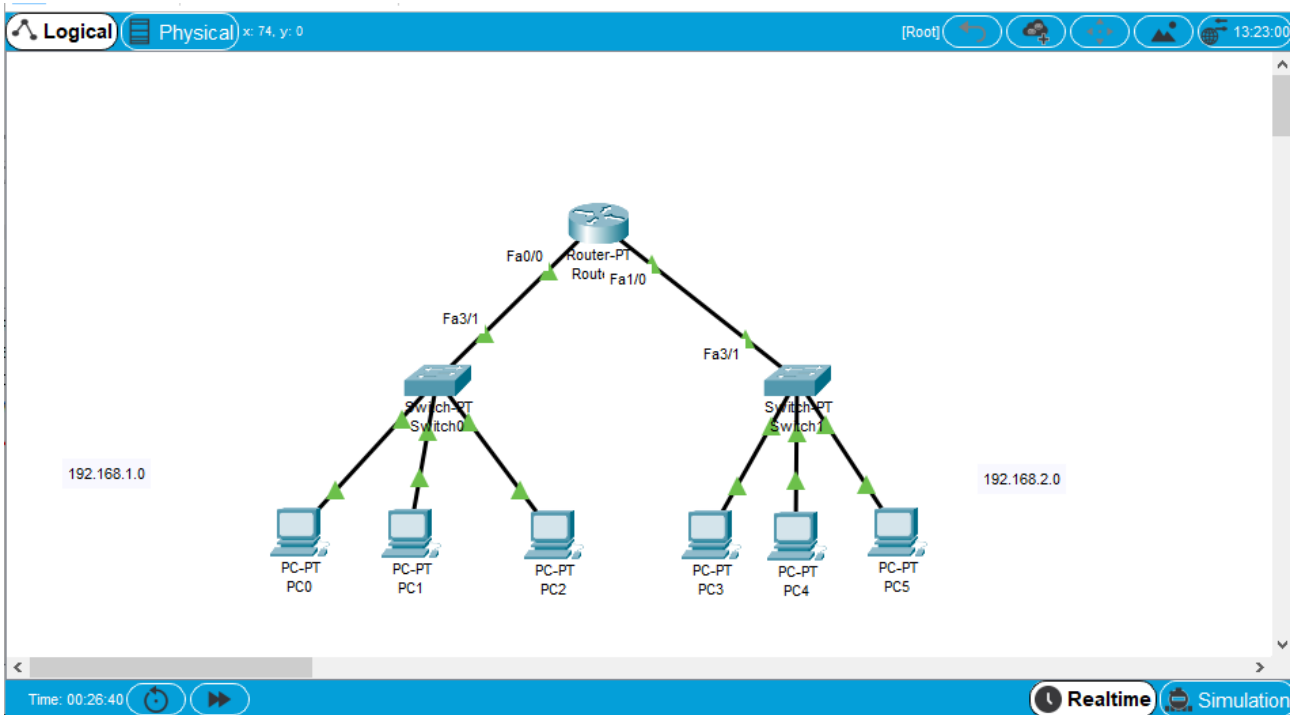 Logical
Physical
x: 74, y: 0
[Root]
13:23:00
Fa0/0
Router-PT
Fa1/0
Fa3/1
Fa3/1
Switch-PT
Switch0
Switch-PT
Switch1
192.168.1.0
192.168.2.0
PC-PT
PC0
PC-PT
PC1
PC-PT
PC2
PC-PT
PC3
PC-PT
PC4
PC-PT
PC5
Time: 00:26:40
Realtime
Simulation